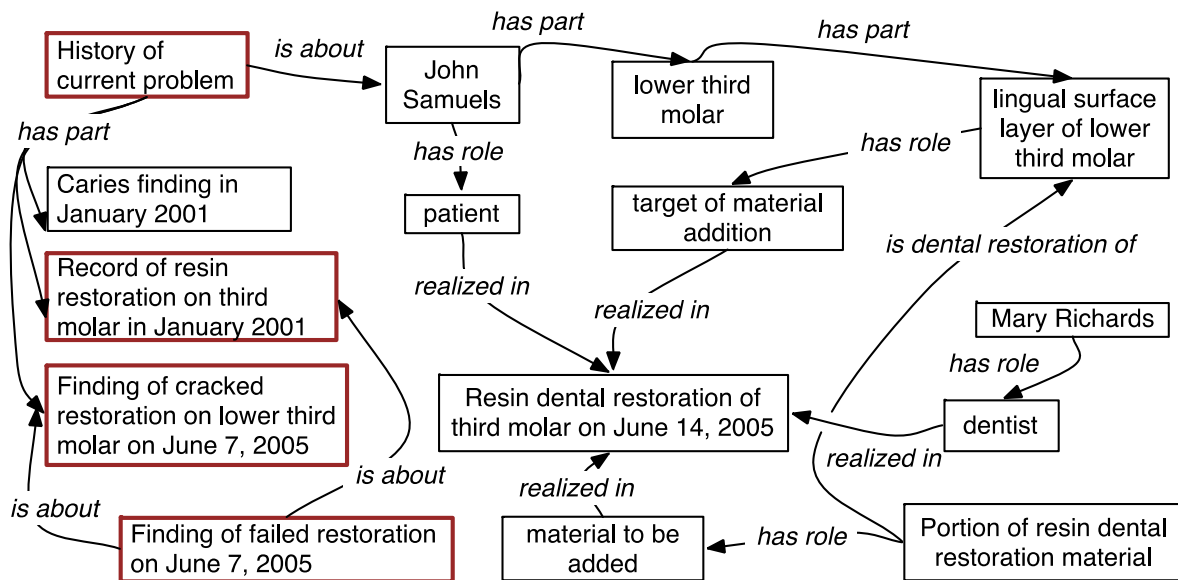 History of
current problem
is about
John
Samuels
has part
lower third
molar
has part
lingual surface
layer of lower
third molar
has part
has role
has role
Caries finding in
January 2001
patient
target of material
addition
is dental restoration of
Record of resin
restoration on third
molar in January 2001
realized in
realized in
Mary Richards
has role
Finding of cracked
restoration on lower third
molar on June 7, 2005
Resin dental restoration of
third molar on June 14, 2005
dentist
realized in
is about
is about
realized in
Finding of failed restoration
on June 7, 2005
material to be
added
has role
Portion of resin dental
restoration material